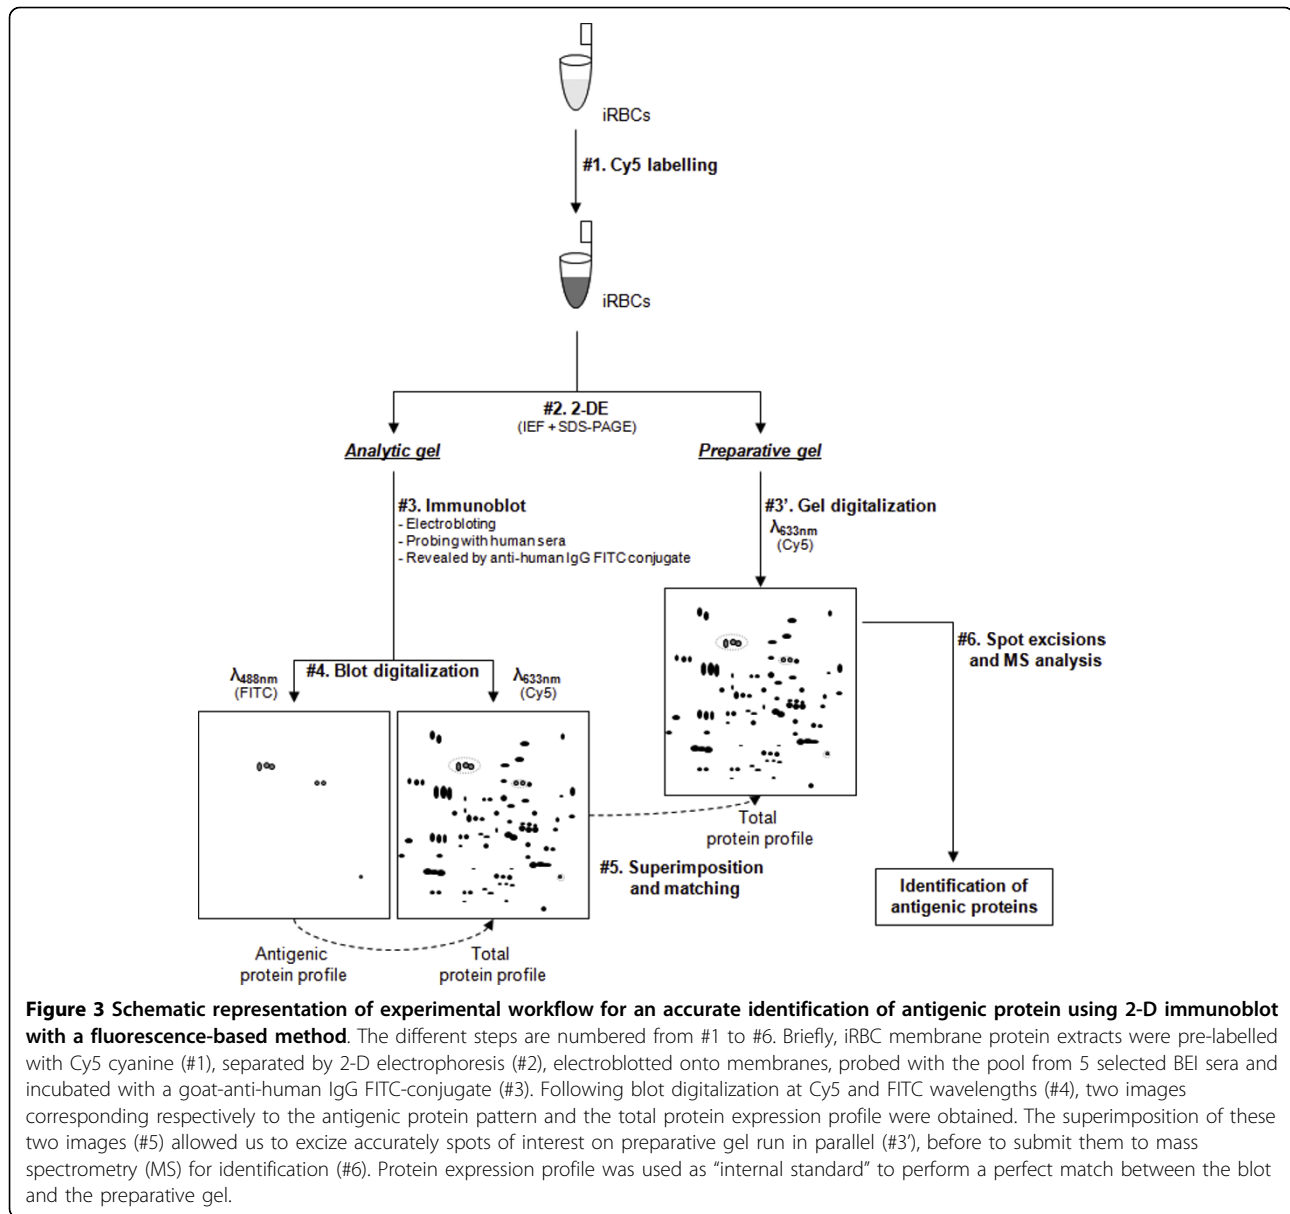 iRBCs
#1. Cy5 labelling
iRBCs
#2. 2-DE
(IEF + SDS-PAGE)
Analytic gel
Preparative gel
#3. Immunoblot
- Electrobloting
- Probing with human sera
- Revealed by anti-human IgG FITC conjugate
#3'. Gel digitalization
λ633nm
(Cy5)
#4. Blot digitalization
λ488nm
(FITC)
λ633nm
(Cy5)
#6. Spot excisions
and MS analysis
Total
protein profile
#5. Superimposition
and matching
Identification of
antigenic proteins
Antigenic
protein profile
Total
protein profile
Figure 3 Schematic representation of experimental workflow for an accurate identification of antigenic protein using 2-D immunoblot
with a fluorescence-based method. The different steps are numbered from #1 to #6. Briefly, iRBC membrane protein extracts were pre-labelled
with Cy5 cyanine (#1), separated by 2-D electrophoresis (#2), electroblotted onto membranes, probed with the pool from 5 selected BEI sera and
incubated with a goat-anti-human IgG FITC-conjugate (#3). Following blot digitalization at Cy5 and FITC wavelengths (#4), two images
corresponding respectively to the antigenic protein pattern and the total protein expression profile were obtained. The superimposition of these
two images (#5) allowed us to excize accurately spots of interest on preparative gel run in parallel (#3'), before to submit them to mass
spectrometry (MS) for identification (#6). Protein expression profile was used as "internal standard" to perform a perfect match between the blot
and the preparative gel.